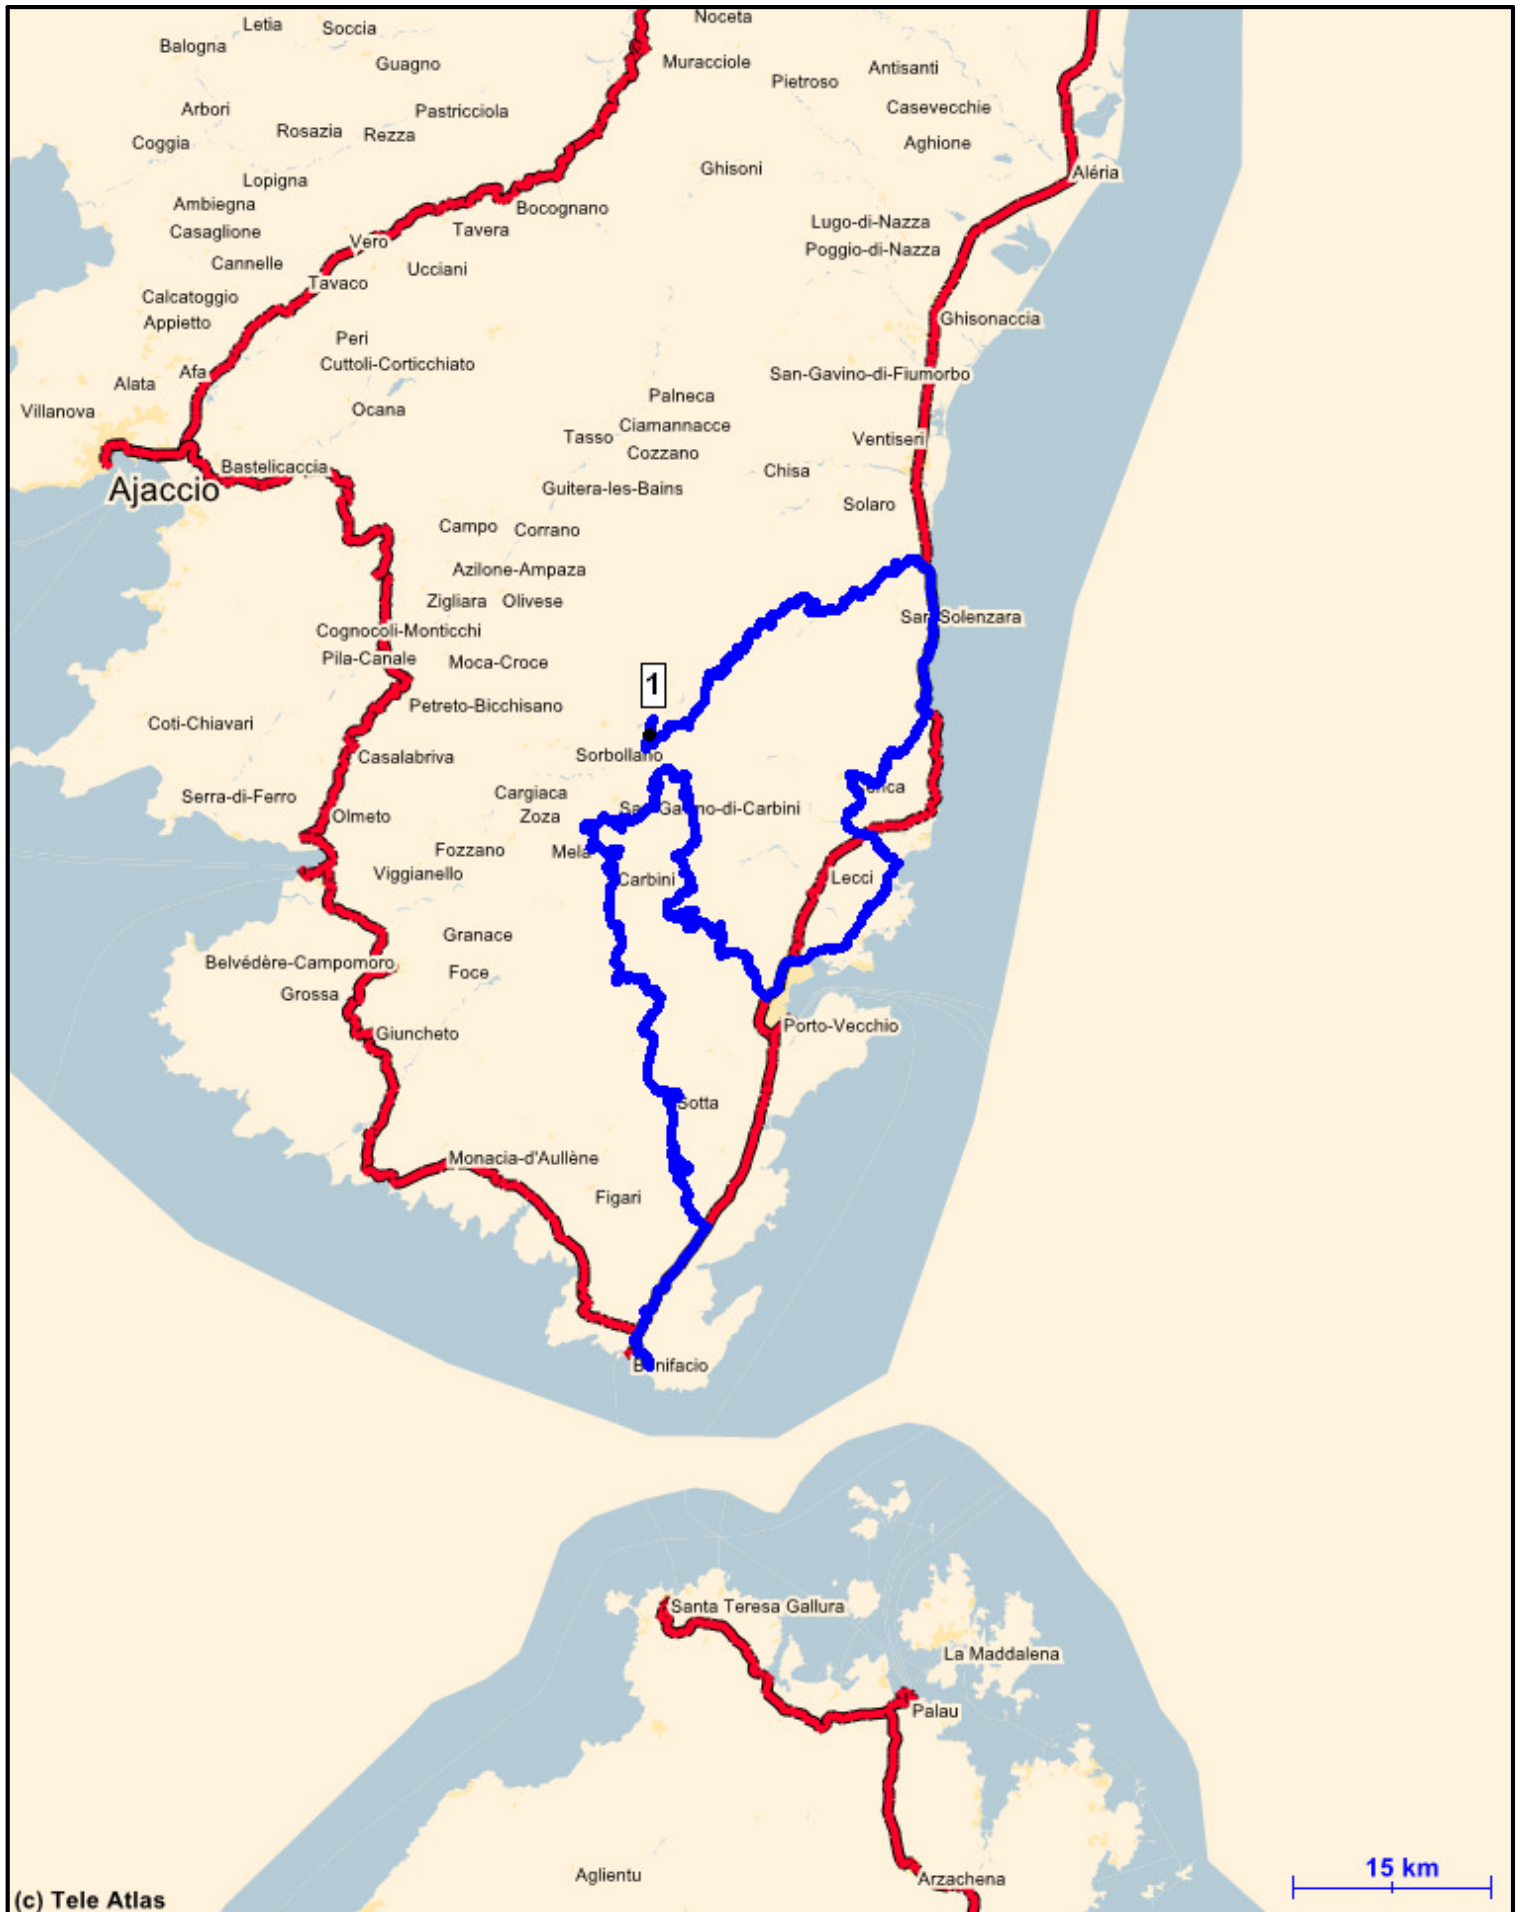 Noceta
Letia
Soccia
Balogna
Guagno
Muracciole
Antisanti
Pietroso
Casevecchie
Arbori
Pastricciola
Rosazia
Rezza
Coggia
Aghione
Ghisoni
Aléria
Lopigna
Ambiegna
Bocognano
Lugo-di-Nazza
Casaglione
Tavera
Vero
Poggio-di-Nazza
Cannelle
Ucciani
Tavaco
Calcatoggio
Appietto
Ghisonaccia
Peri
Cuttoli-Corticchiato
Afa
San-Gavino-di-Fiumorbo
Alata
Palneca
Villanova
Ocana
Ciamannacce
Tasso
Ventiseri
Cozzano
Bastelicaccia
Chisa
Ajaccio
Guitera-les-Bains
Solaro
Campo
Corrano
Azilone-Ampaza
Zigliara
Olivese
Solenzara
Cognocoli-Monticchi
Pila-Canale
Moca-Croce
1
Petreto-Bicchisano
Coti-Chiavari
Casalabriva
Sorbollano
Serra-di-Ferro
Cargiaca
Olmeto
Zoza
Fozzano
Mela
Viggianello
Carbini
Lecci
Granace
Belvédère-Campomoro
Foce
Grossa
Giuncheto
Porto-Vecchio
Sotta
Monacia-d'Aullène
Figari
Bonifacio
Santa Teresa Gallura
La Maddalena
Palau
Aglientu
Arzachena
15 km
(c) Tele Atlas